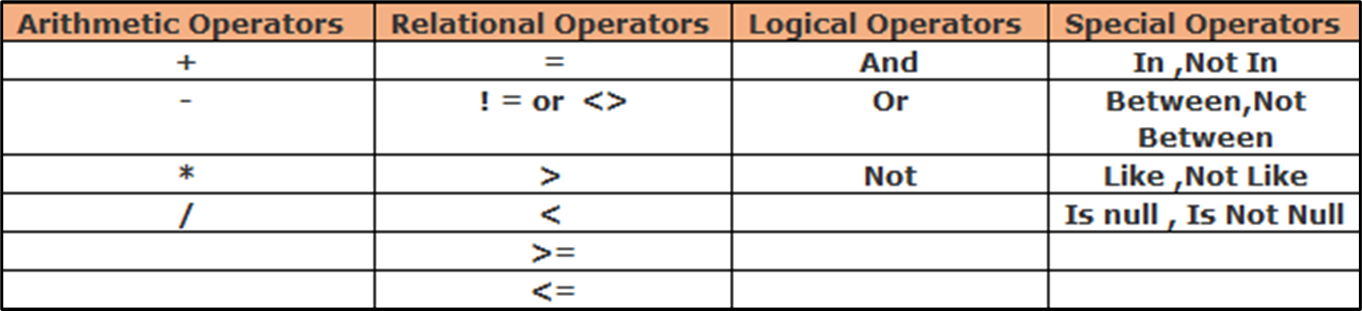 Arithmetic Operators Relational Operators Logical Operators Special Operators
+ = And In ,Not In
- ! = or <> Or Between,Not
Between
* > Not Like ,Not Like
/ < Is null , Is Not Null
>=
<=